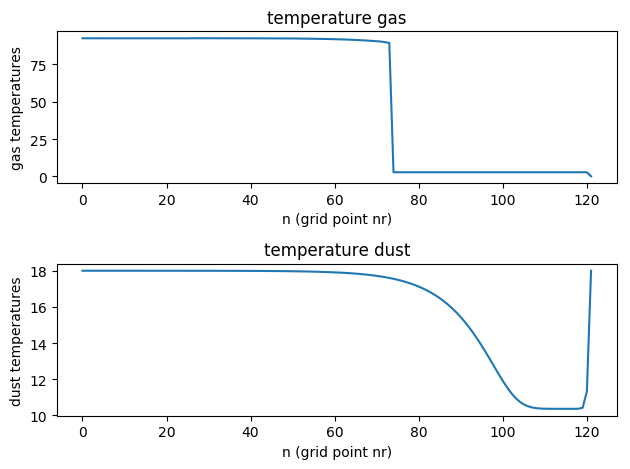 temperature gas
gas temperatures
75
50
25
0
0 20 40 60 80 100 120
n (grid point nr)
temperature dust
dust temperatures
18
16
14
12
10
0 20 40 60 80 100 120
n (grid point nr)